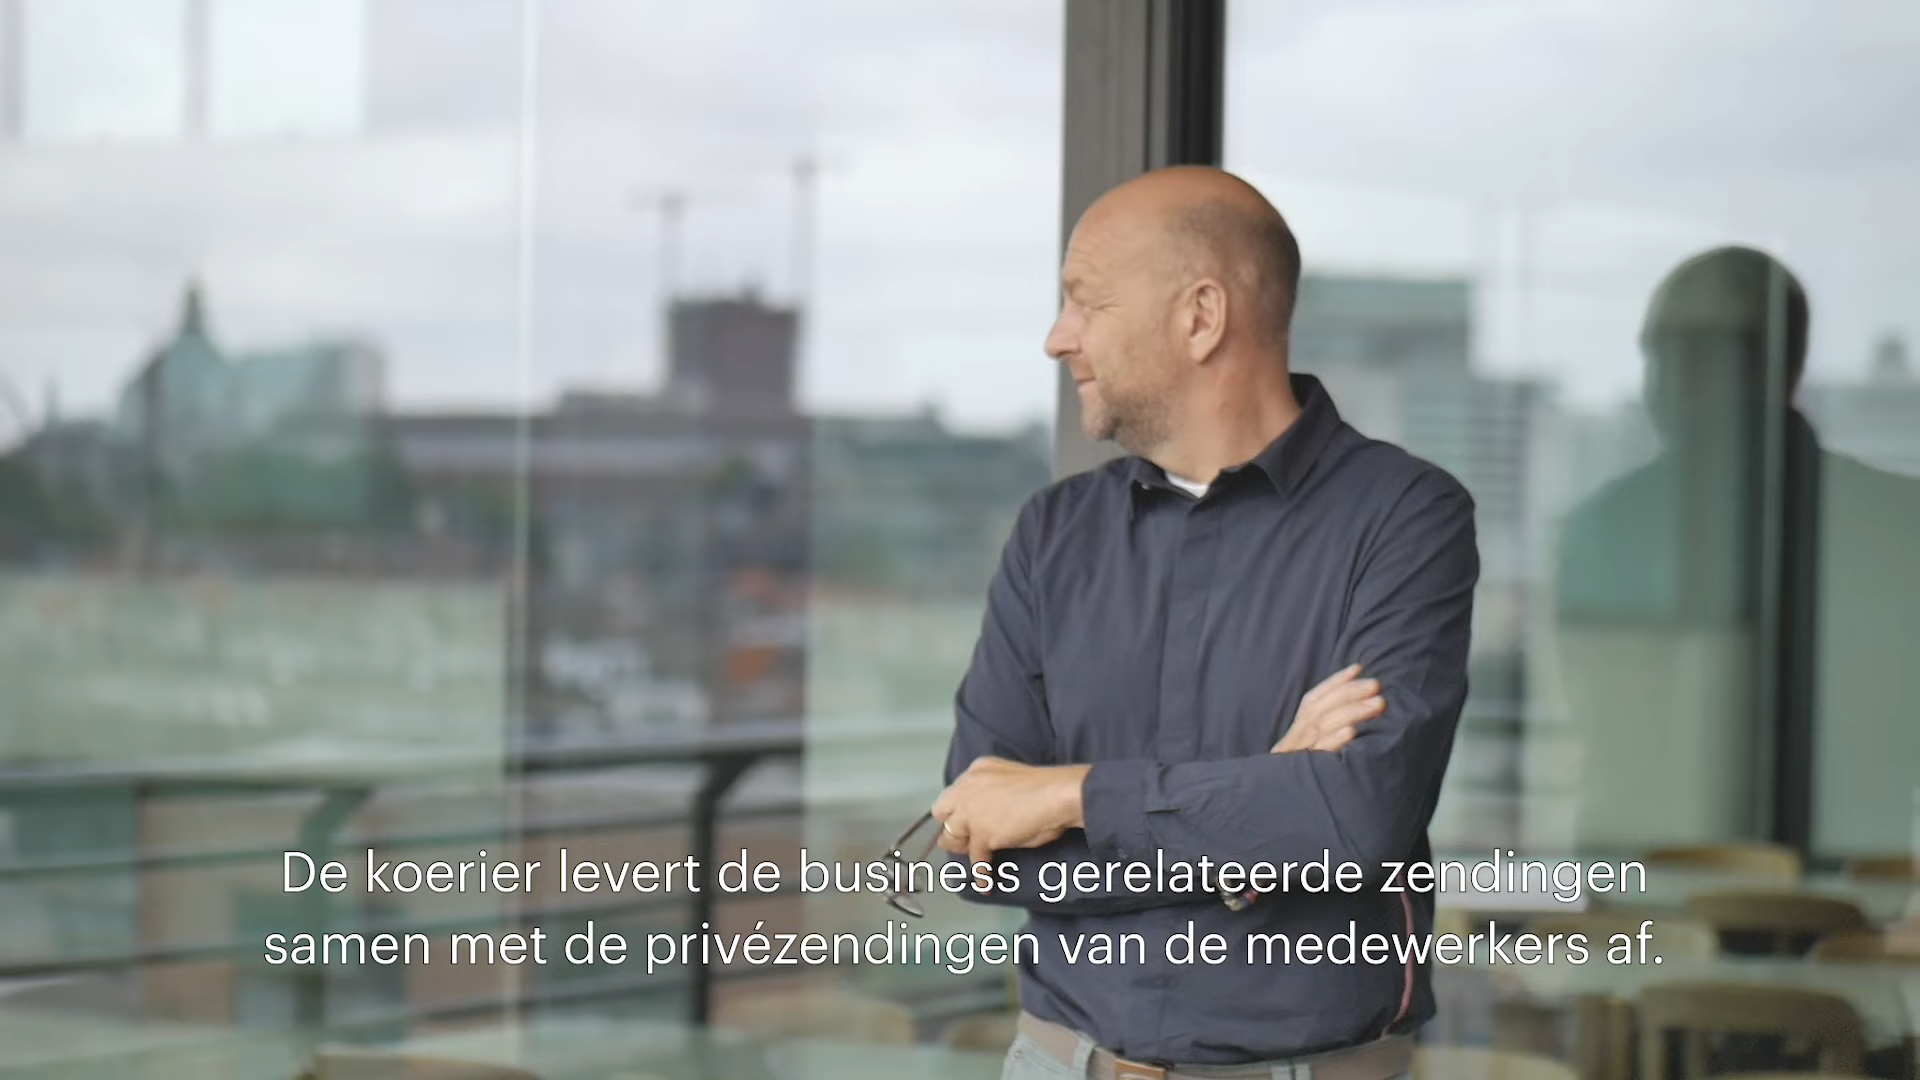 De koerier levert de business gerelateerde zendingen
samen met de privézendingen van de medewerkers af.